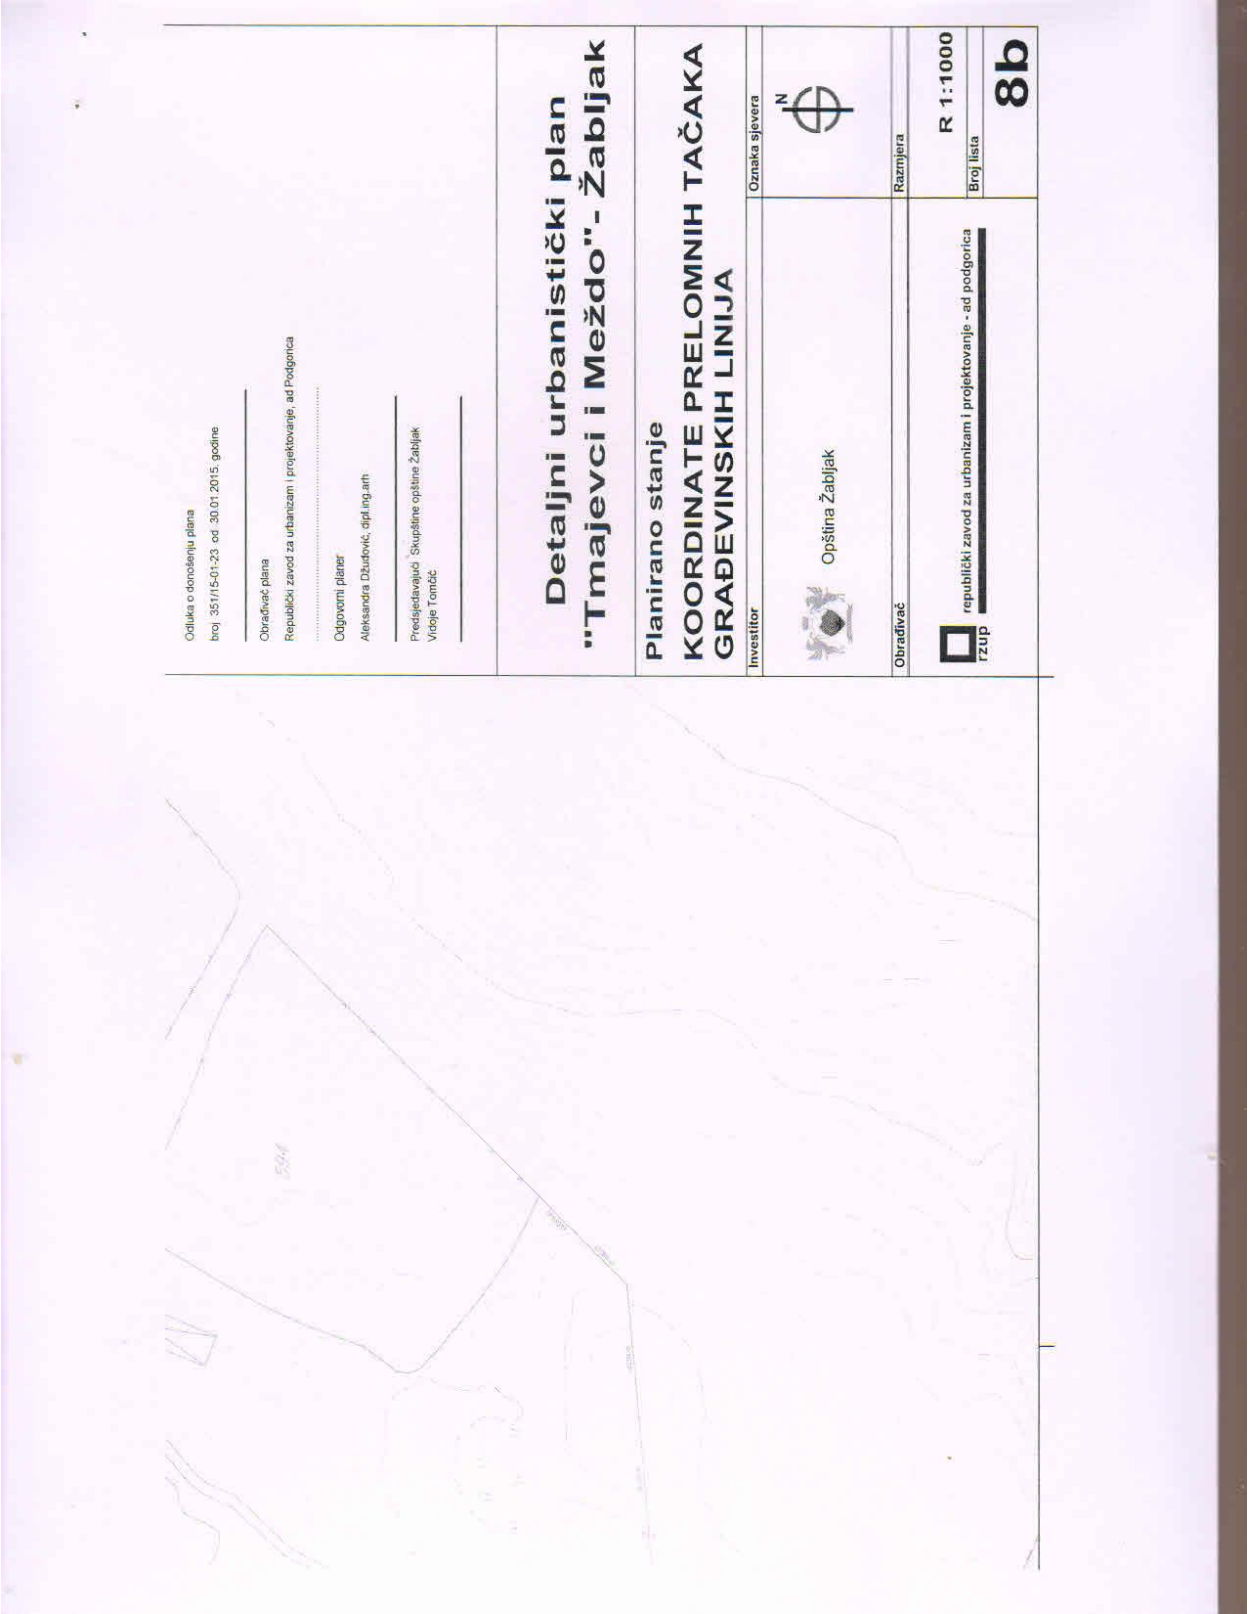 Odluka o donošenju plana
broj 351/15-01-23 od 30.01.2015. godine
Obrađivač plana
Republički zavod za urbanizam i projektovanje, ad Podgorica
Odgovorni planer
Aleksandra Džudović, dipl.ing.arh
Predsjedavajući Skupštine opštine Žabljak
Vidoje Tomčić
Detaljni urbanistički plan
"Tmajevci i Meždo"- Žabljak
Planirano stanje
KOORDINATE PRELOMNIH TAČAKA
GRAĐEVINSKIH LINIJA
Investitor
Oznaka sjevera
Opština Žabljak
N
Obrađivač
Razmjera
R 1:1000
rzup
republički zavod za urbanizam i projektovanje - ad podgorica
Broj lista
8b
594